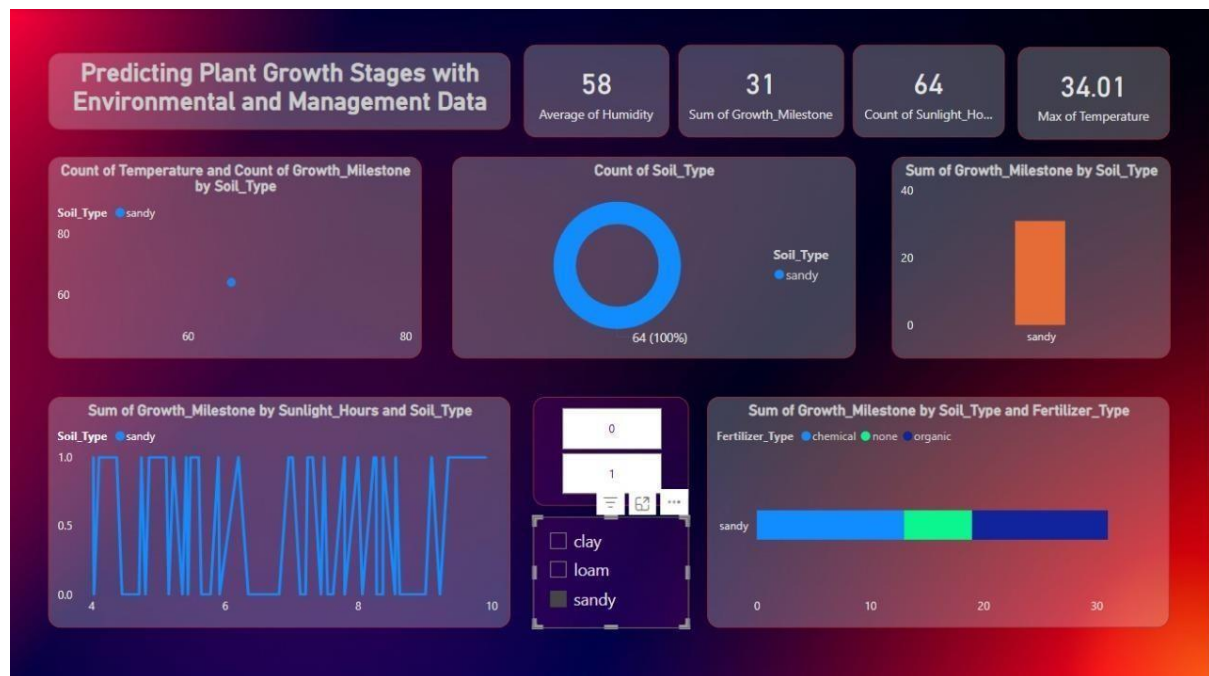 Predicting Plant Growth Stages with
Environmental and Management Data
58
Average of Humidity
31
Sum of Growth_Milestone
64
Count of Sunlight_Ho...
34.01
Max of Temperature
Count of Temperature and Count of Growth_Milestone
by Soil_Type
Soil_Type sandy
80
60
60 80
Count of Soil_Type
Soil_Type
sandy
64 (100%)
Sum of Growth_Milestone by Soil_Type
40
20
0
sandy
Sum of Growth_Milestone by Sunlight_Hours and Soil_Type
Soil_Type sandy
1.0
0.5
0.0
4 6 8 10
0
1
clay
loam
sandy
Sum of Growth_Milestone by Soil_Type and Fertilizer_Type
Fertilizer_Type chemical none organic
sandy
0 10 20 30